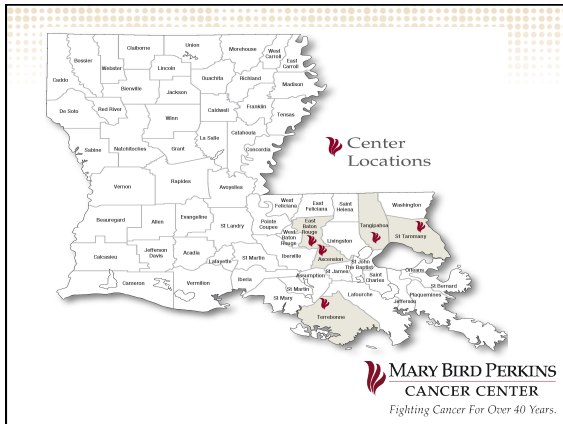 Claiborne
Union
Morehouse
West
Carroll
East
Carroll
Bossier
Webster
Lincoln
Caddo
Ouachita
Richland
Madison
Bienville
Jackson
De Soto
Red River
Caldwell
Franklin
Tensas
Winn
La Salle
Catahoula
Sabine
Natchitoches
Grant
Concordia
Center
Locations
Vernon
Rapides
Avoyelles
West
Feliciana
East
Feliciana
Saint
Helena
Washington
Beauregard
Allen
Evangeline
St Landry
Pointe
Coupee
West
Baton
Rouge
East
Baton
Rouge
Livingston
Tangipahoa
St Tammany
Calcasieu
Jefferson
Davis
Acadia
Lafayette
St Martin
Iberville
Ascension
St James
St John
The Baptist
Orleans
Cameron
Vermilion
Iberia
St Martin
Assumption
Saint
Charles
St Bernard
St Mary
Lafourche
Jefferson
Plaquemines
Terrebonne
MARY BIRD PERKINS
CANCER CENTER
Fighting Cancer For Over 40 Years.